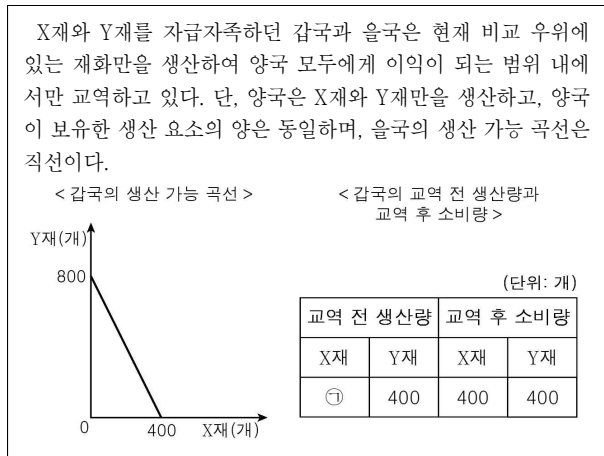 X재와 Y재를 자급자족하던 갑국과 을국은 현재 비교 우위에
있는 재화만을 생산하여 양국 모두에게 이익이 되는 범위 내에
서만 교역하고 있다. 단, 양국은 X재와 Y재만을 생산하고, 양국
이 보유한 생산 요소의 양은 동일하며, 을국의 생산 가능 곡선은
직선이다.
< 갑국의 생산 가능 곡선 >
Y재(개)
800
0
400
X재(개)
< 갑국의 교역 전 생산량과
교역 후 소비량 >
(단위: 개)
교역 전 생산량 교역 후 소비량
X재 Y재 X재 Y재
㉠ 400 400 400